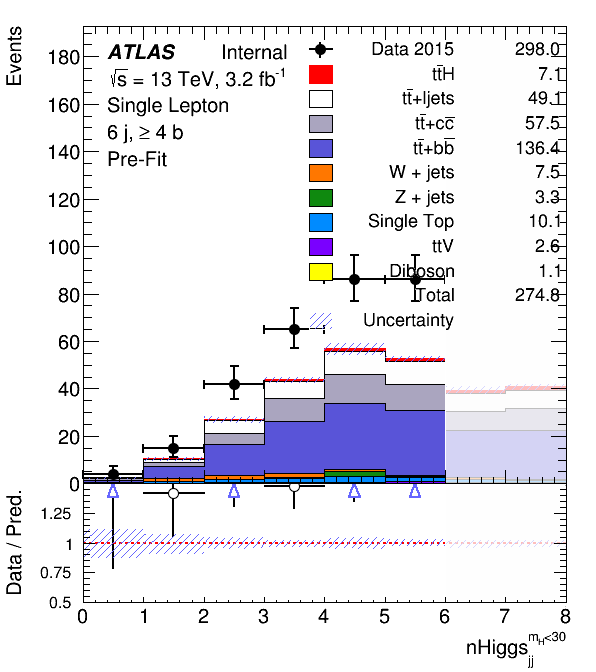 Events
ATLAS Internal
√s = 13 TeV, 3.2 fb⁻¹
Single Lepton
6 j, ≥ 4 b
Pre-Fit
Data 2015 298.0
tt̄H 7.1
tt̄+ljets 49.1
tt̄+cc̄ 57.5
tt̄+bb̄ 136.4
W + jets 7.5
Z + jets 3.3
Single Top 10.1
ttV 2.6
Diboson 1.1
Total 274.8
Uncertainty
180
160
140
120
100
80
60
40
20
0
Data / Pred.
1.25
1
0.75
0.5
0 1 2 3 4 5 6 7 8
nHiggs_jj^m_H<30